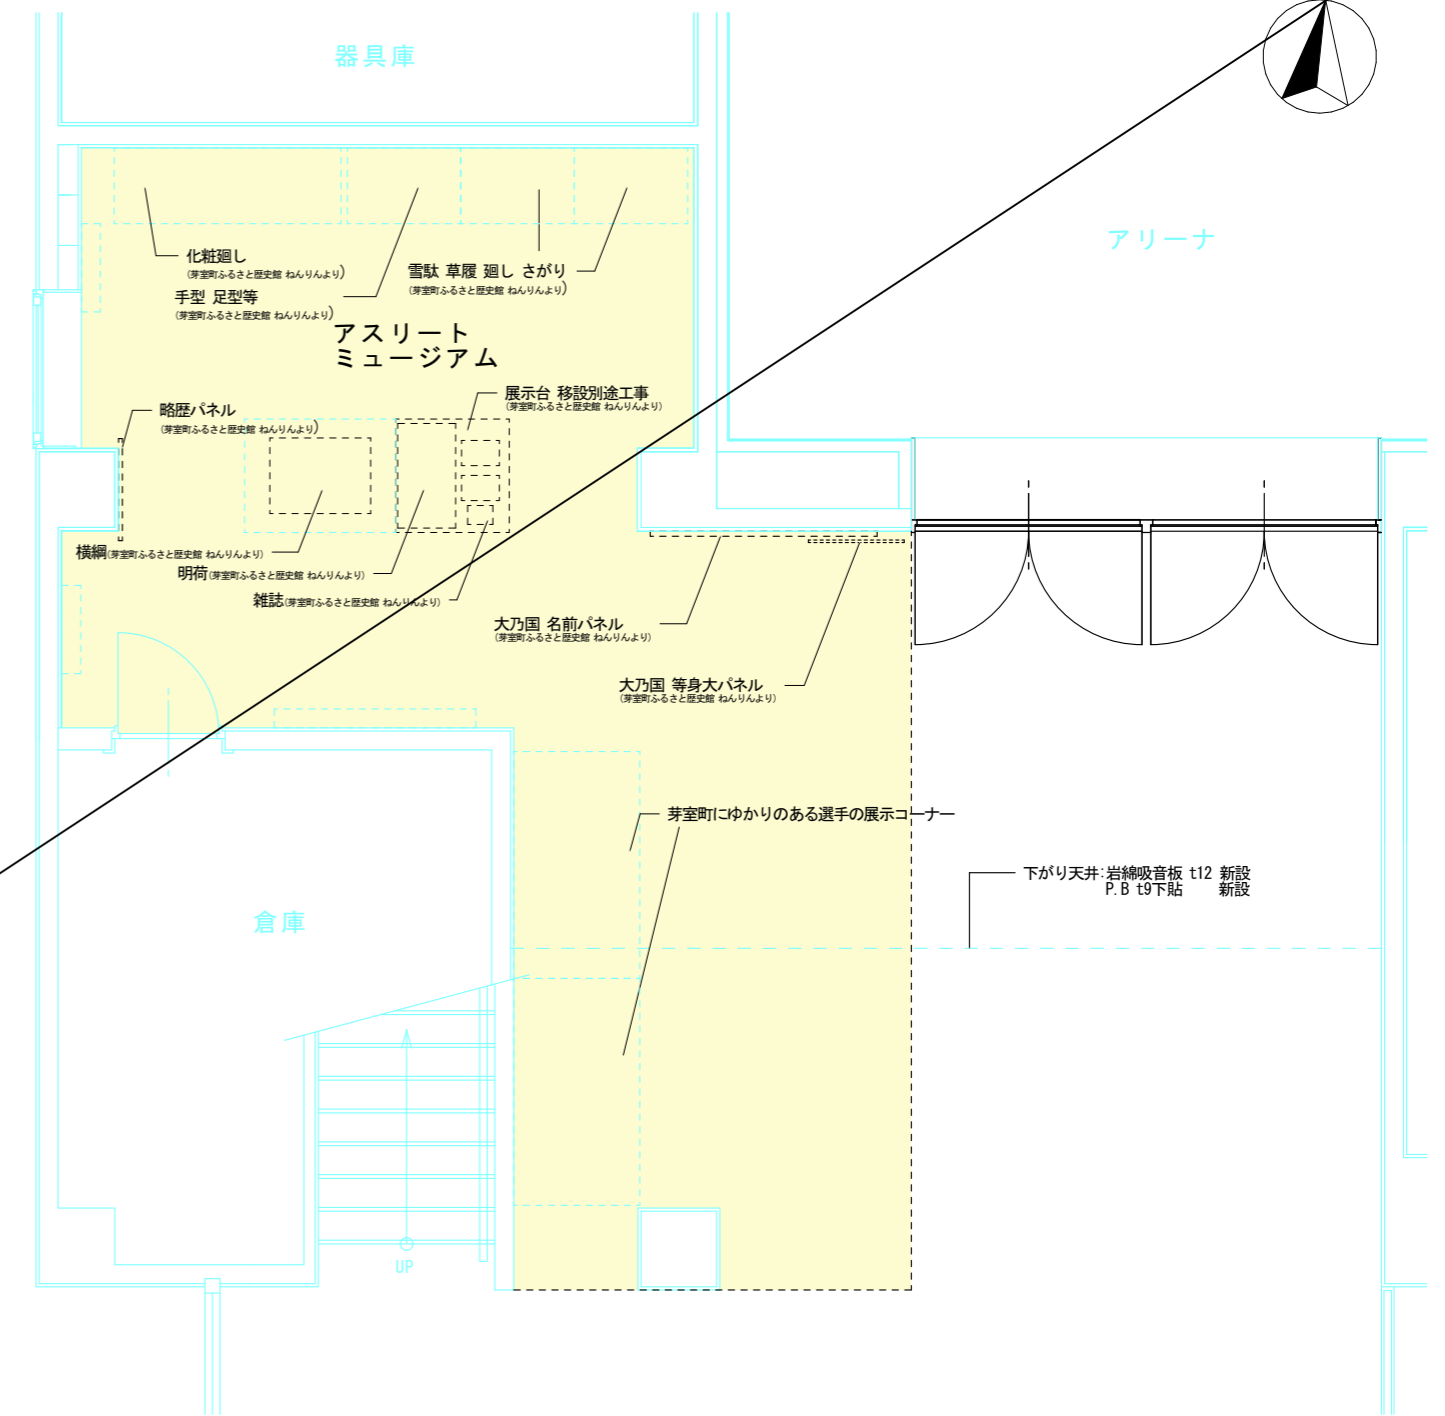 器具庫
アリーナ
化粧廻し
(芽室町ふるさと歴史館 ねんりんより)
雪駄 草履 廻し さがり
(芽室町ふるさと歴史館 ねんりんより)
手型 足型等
(芽室町ふるさと歴史館 ねんりんより)
アスリート
ミュージアム
展示台 移設別途工事
(芽室町ふるさと歴史館 ねんりんより)
略歴パネル
(芽室町ふるさと歴史館 ねんりんより)
横綱(芽室町ふるさと歴史館 ねんりんより)
明荷(芽室町ふるさと歴史館 ねんりんより)
雑誌(芽室町ふるさと歴史館 ねんりんより)
大乃国 名前パネル
(芽室町ふるさと歴史館 ねんりんより)
大乃国 等身大パネル
(芽室町ふるさと歴史館 ねんりんより)
芽室町にゆかりのある選手の展示コーナー
下がり天井:岩綿吸音板 t12 新設
P.B t9下貼 新設
倉庫
UP